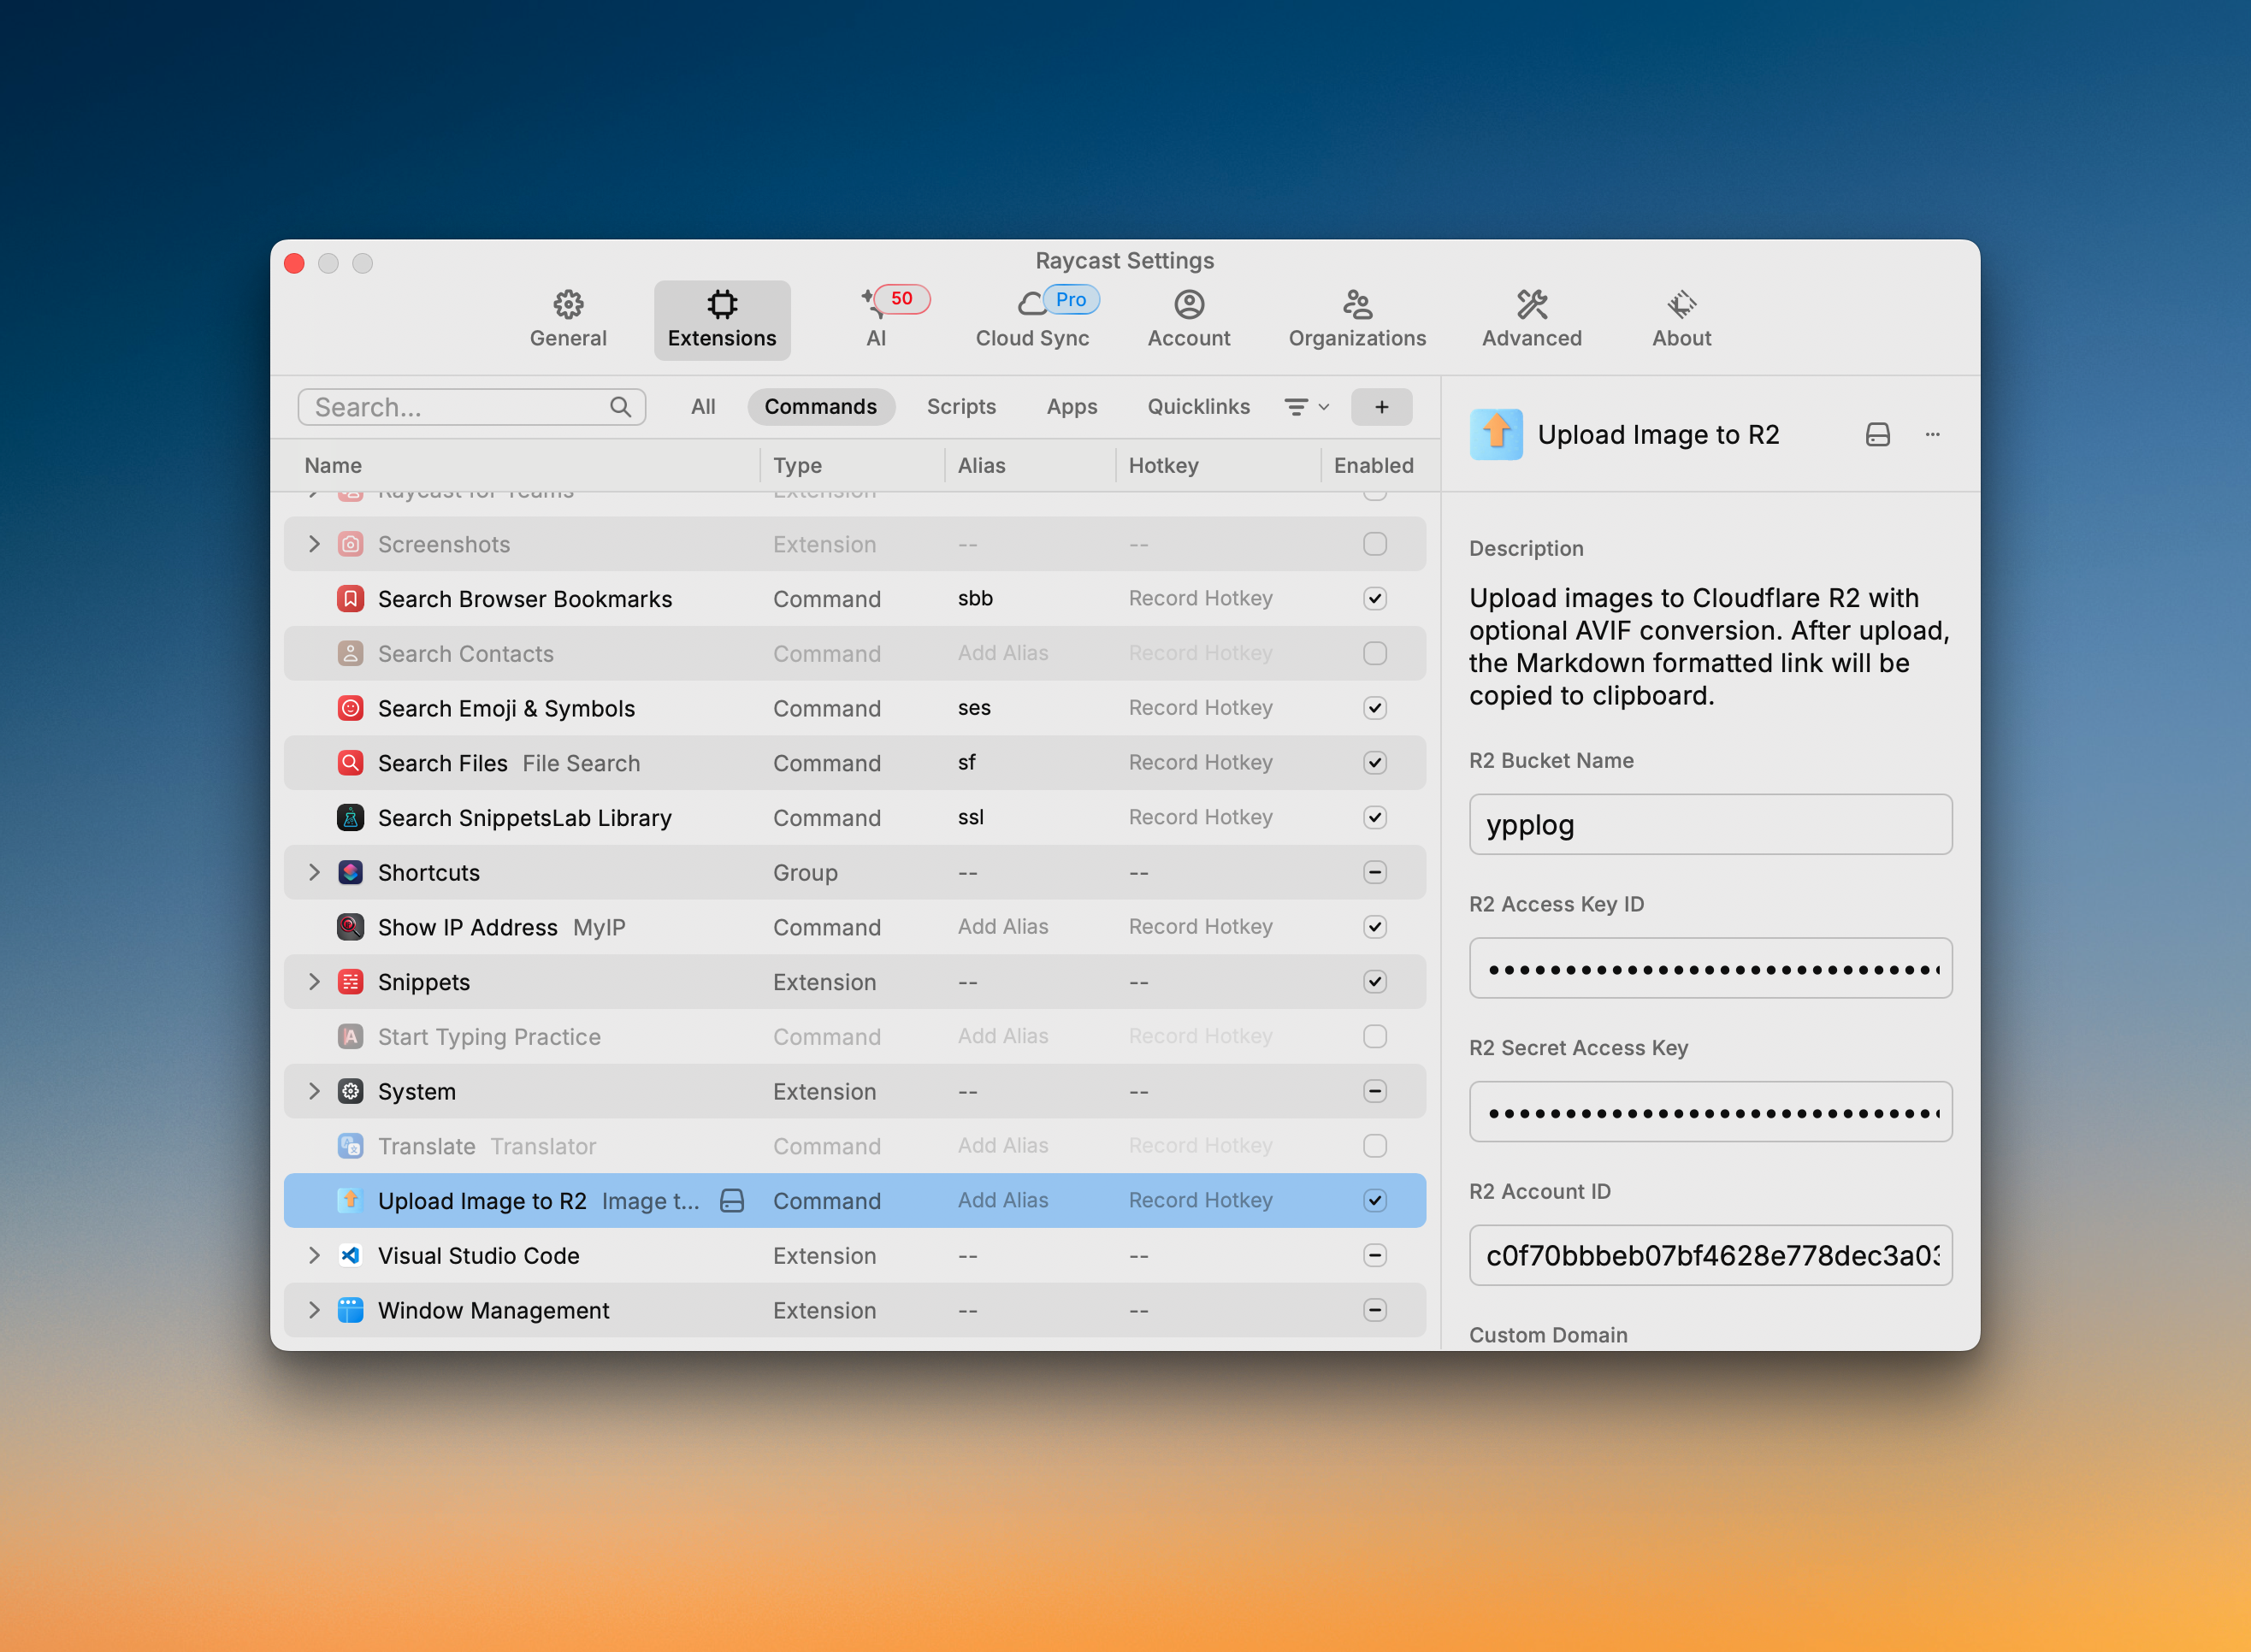 Raycast Settings
General
Extensions
50
AI
Pro
Cloud Sync
Account
Organizations
Advanced
About
Search...
All
Commands
Scripts
Apps
Quicklinks
+
Name Type Alias Hotkey Enabled
Raycast for Teams Extension
Screenshots Extension -- --
Search Browser Bookmarks Command sbb Record Hotkey
Search Contacts Command Add Alias Record Hotkey
Search Emoji & Symbols Command ses Record Hotkey
Search Files File Search Command sf Record Hotkey
Search SnippetsLab Library Command ssl Record Hotkey
Shortcuts Group -- --
Show IP Address MyIP Command Add Alias Record Hotkey
Snippets Extension -- --
Start Typing Practice Command Add Alias Record Hotkey
System Extension -- --
Translate Translator Command Add Alias Record Hotkey
Upload Image to R2 Image t... Command Add Alias Record Hotkey
Visual Studio Code Extension -- --
Window Management Extension -- --
Upload Image to R2
Description
Upload images to Cloudflare R2 with
optional AVIF conversion. After upload,
the Markdown formatted link will be
copied to clipboard.
R2 Bucket Name
ypplog
R2 Access Key ID
R2 Secret Access Key
R2 Account ID
c0f70bbbeb07bf4628e778dec3a03
Custom Domain